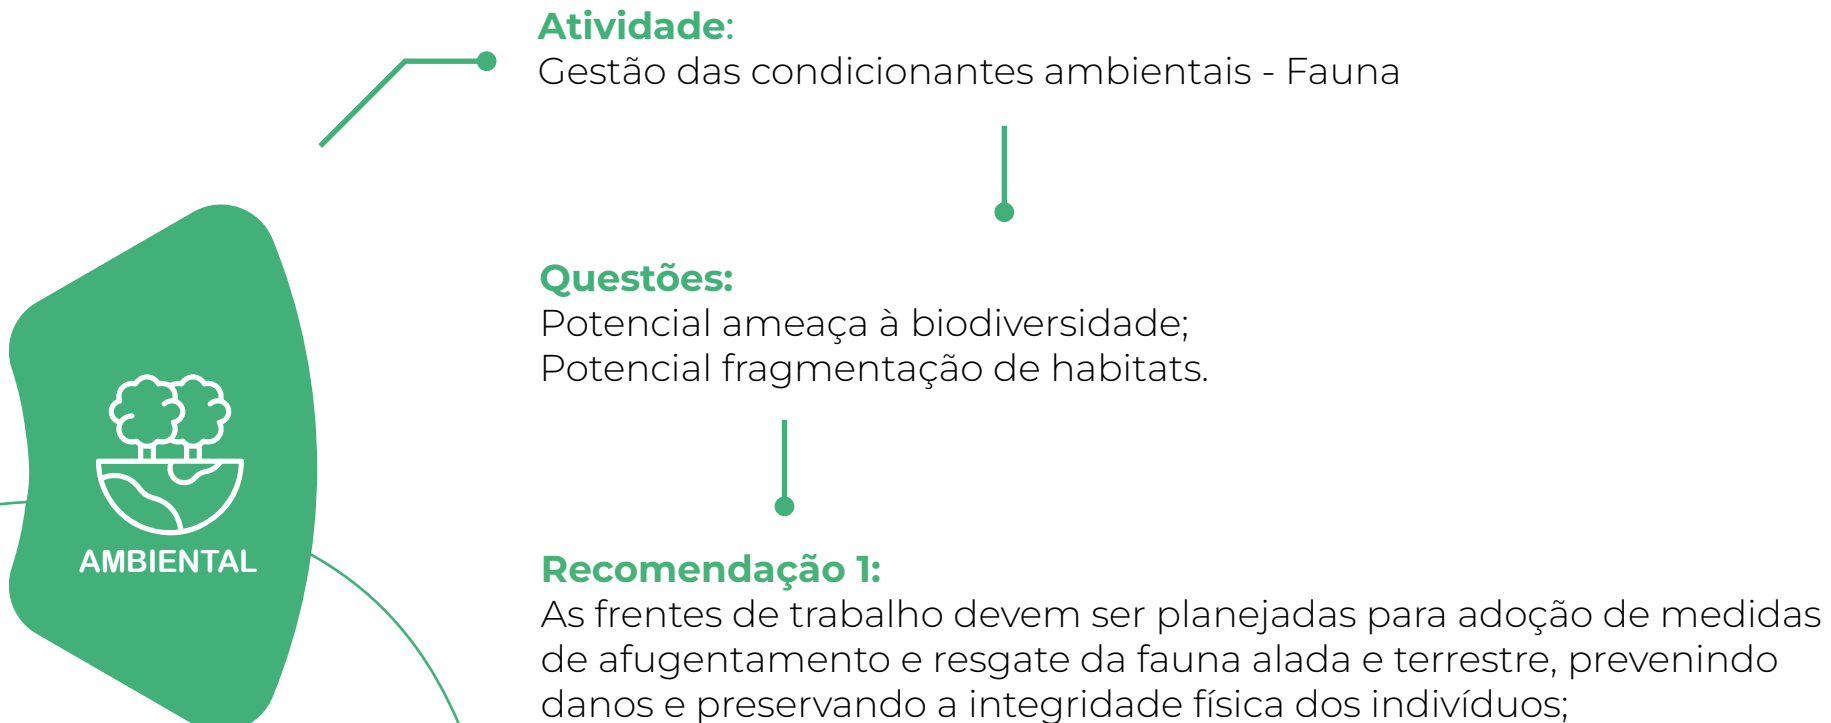 Atividade:
Gestão das condicionantes ambientais - Fauna
Questões:
Potencial ameaça à biodiversidade;
Potencial fragmentação de habitats.
AMBIENTAL
Recomendação 1:
As frentes de trabalho devem ser planejadas para adoção de medidas
de afugentamento e resgate da fauna alada e terrestre, prevenindo
danos e preservando a integridade física dos indivíduos;